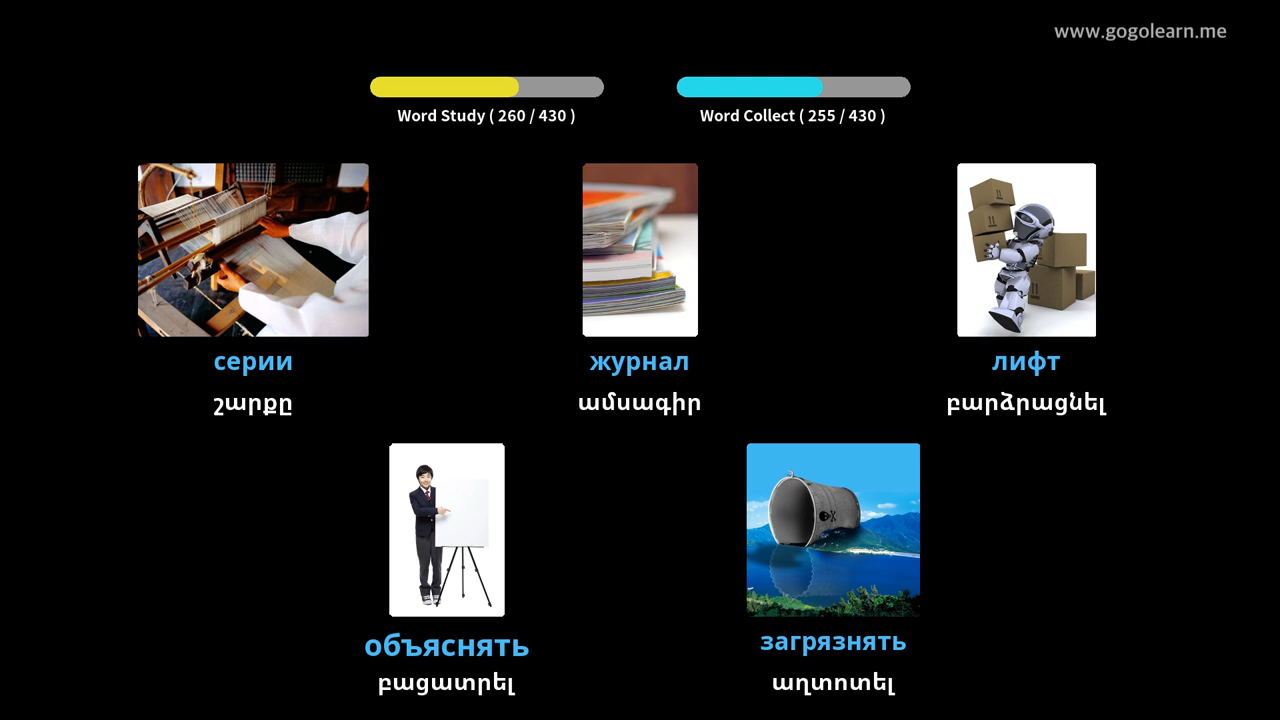 www.gogolearn.me
Word Study ( 260 / 430 )
Word Collect ( 255 / 430 )
серии
շարքը
журнал
ամսագիր
лифт
բարձրացնել
объяснять
բացատրել
загрязнять
աղտոտել